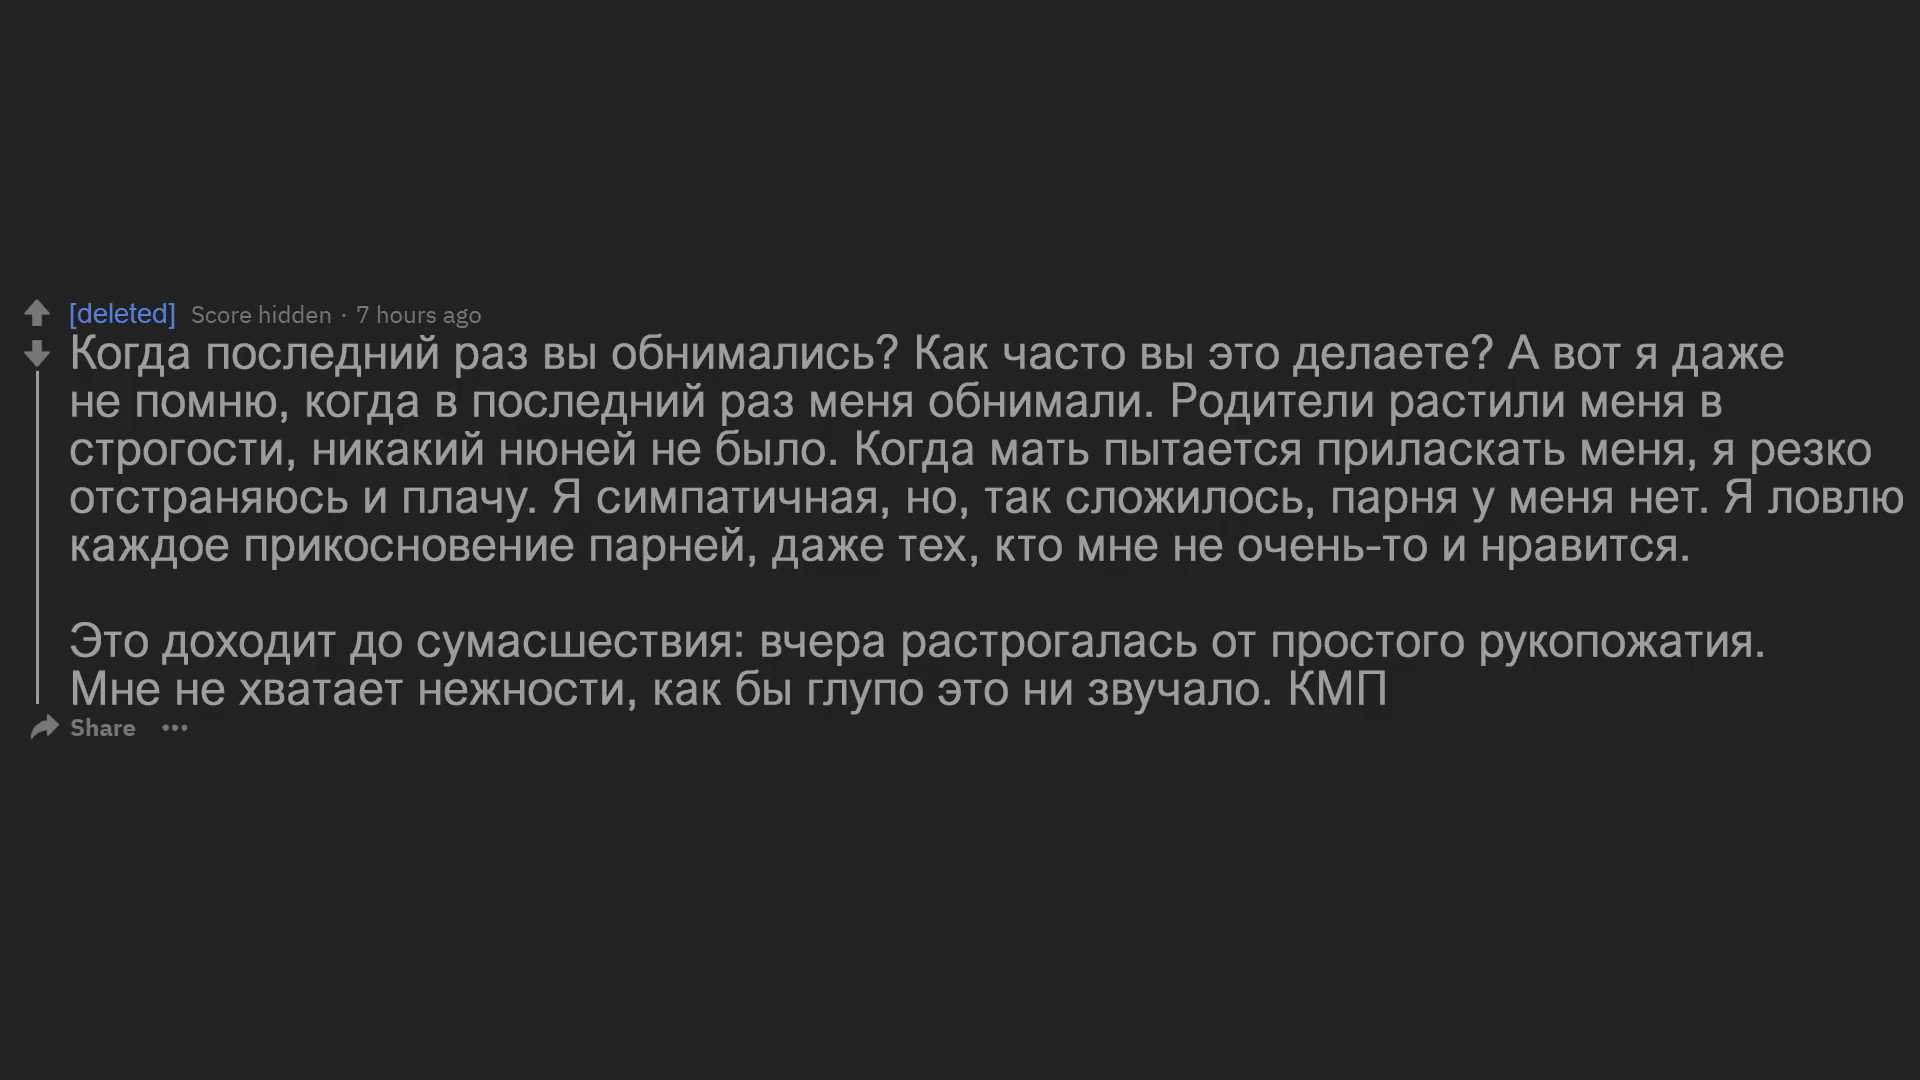 [deleted] Score hidden · 7 hours ago
Когда последний раз вы обнимались? Как часто вы это делаете? А вот я даже
не помню, когда в последний раз меня обнимали. Родители растили меня в
строгости, никакий нюней не было. Когда мать пытается приласкать меня, я резко
отстраняюсь и плачу. Я симпатичная, но, так сложилось, парня у меня нет. Я ловлю
каждое прикосновение парней, даже тех, кто мне не очень-то и нравится.
Это доходит до сумасшествия: вчера растрогалась от простого рукопожатия.
Мне не хватает нежности, как бы глупо это ни звучало. КМП
Share ···